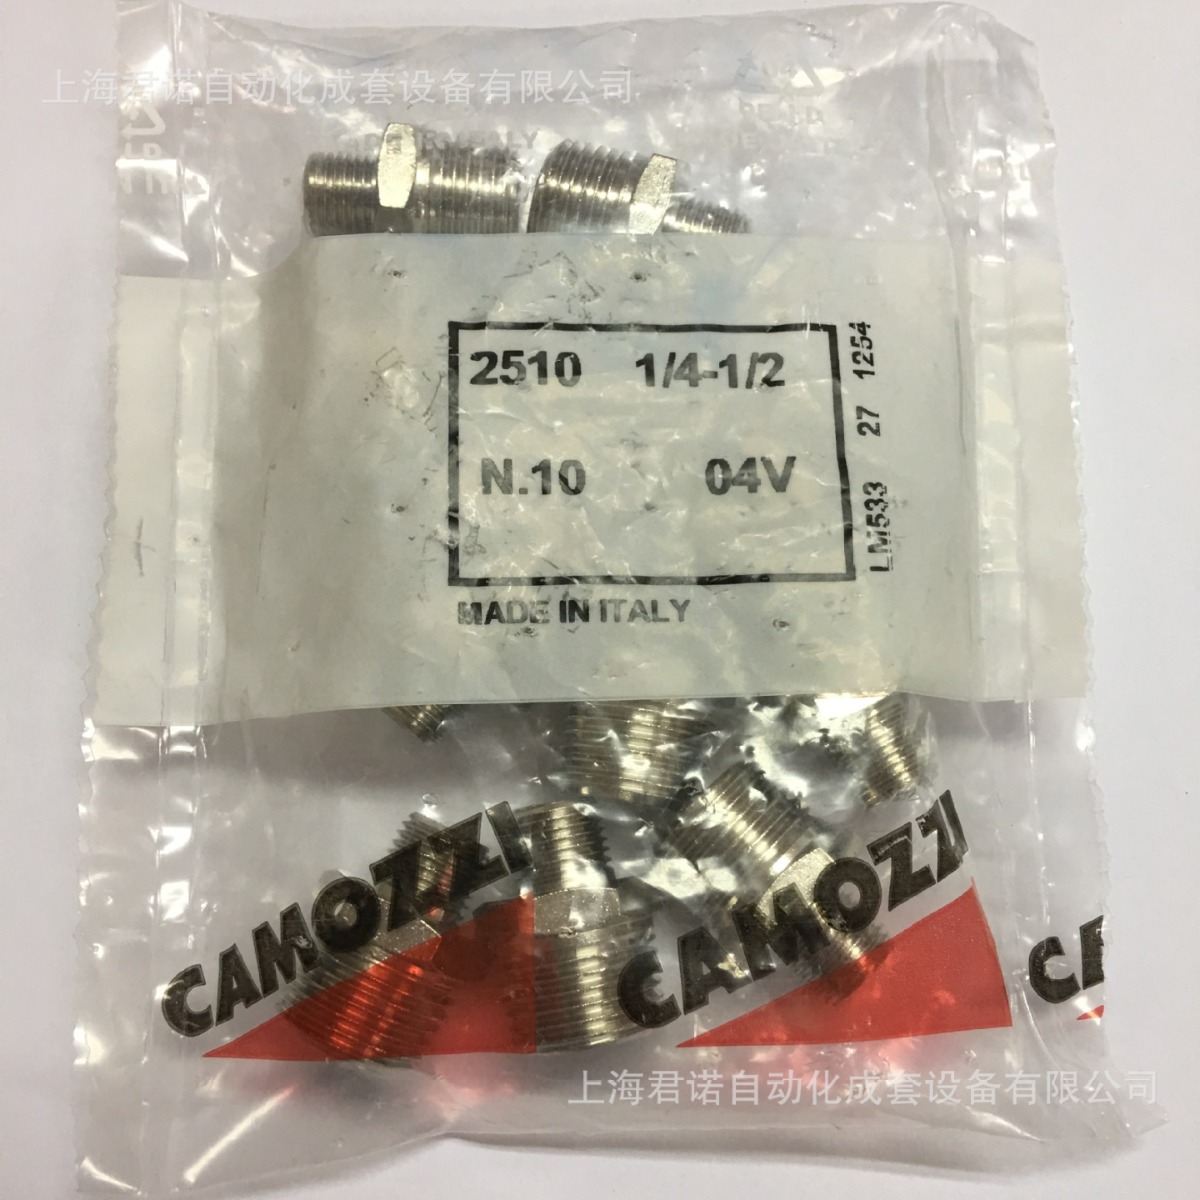 上海君诺自动化成套设备有限公司
2510 1/4-1/2
N.10 04V
MADE IN ITALY
LM533 27 1254
CAMOZZI
CAMOZZI
上海君诺自动化成套设备有限公司